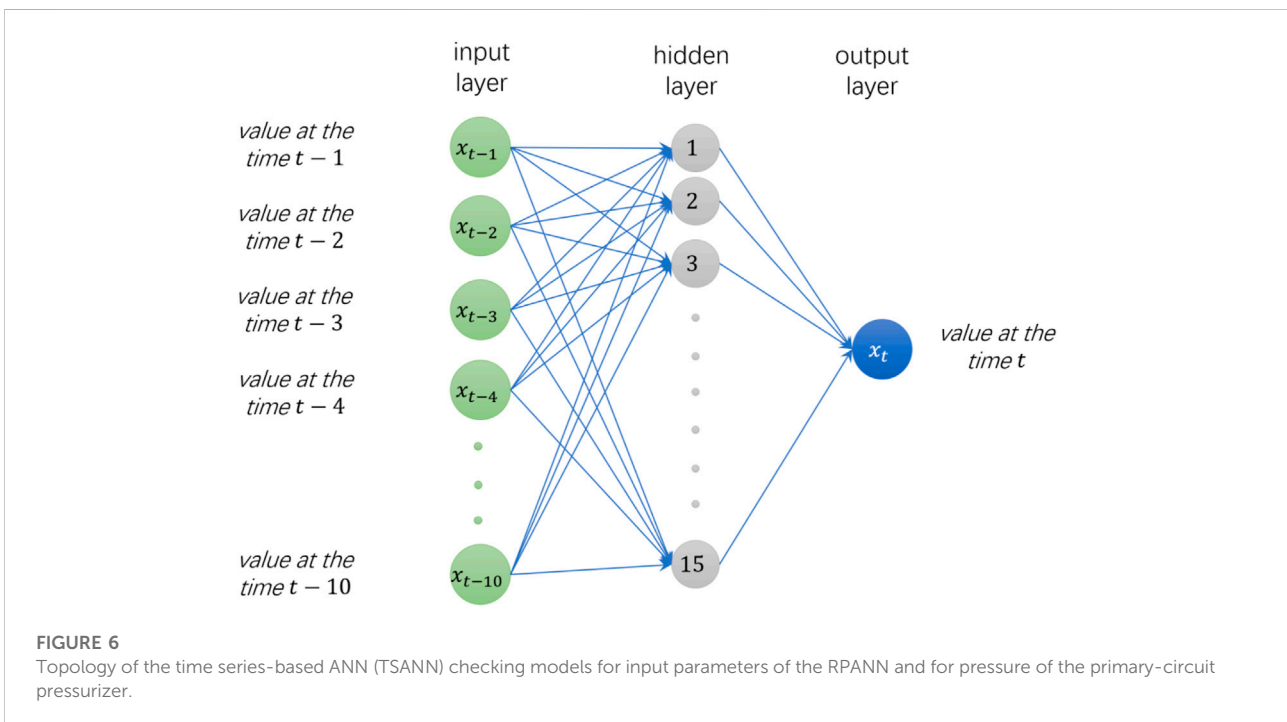 input
layer
hidden
layer
output
layer
value at the
time t − 1
x_{t−1}
1
value at the
time t − 2
x_{t−2}
2
3
value at the
time t − 3
x_{t−3}
value at the
time t − 4
x_{t−4}
x_t
value at the
time t
value at the
time t − 10
x_{t−10}
15
FIGURE 6
Topology of the time series-based ANN (TSANN) checking models for input parameters of the RPANN and for pressure of the primary-circuit
pressurizer.